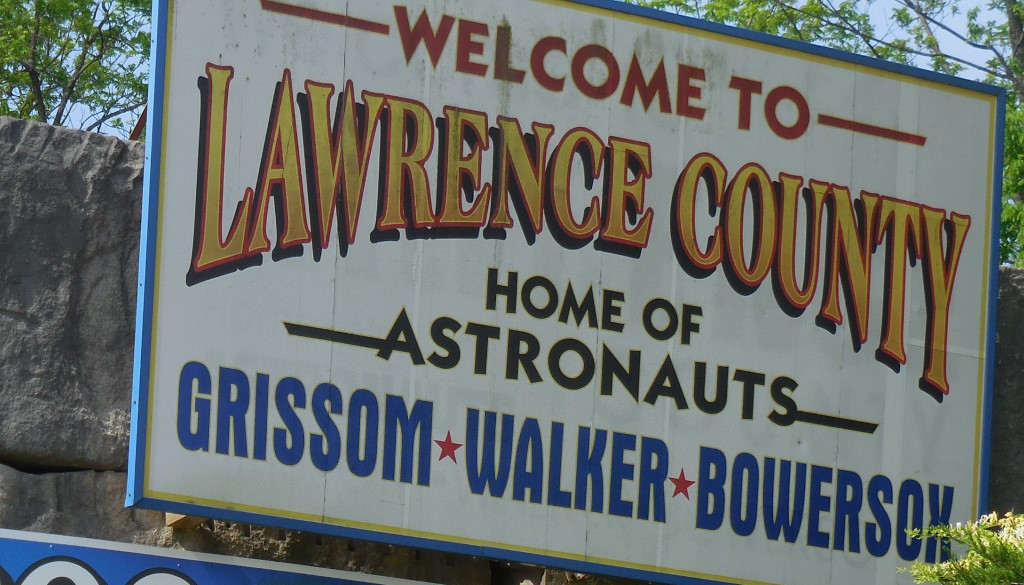 WELCOME TO
LAWRENCE COUNTY
HOME OF
ASTRONAUTS
GRISSOM★WALKER★BOWERSOX